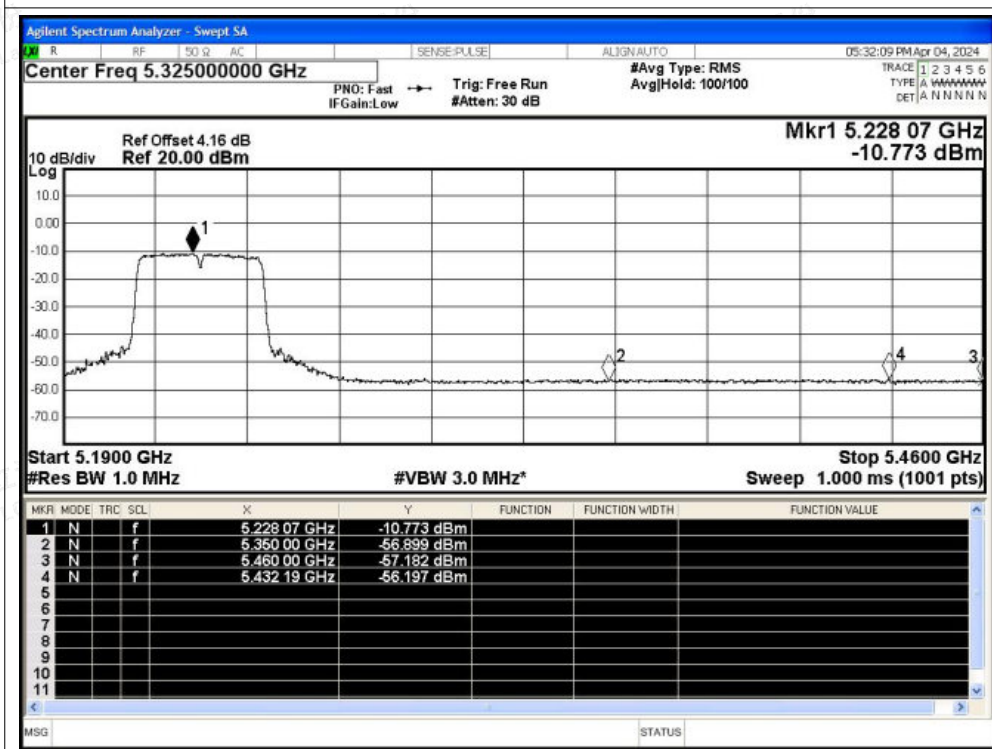 Agilent Spectrum Analyzer - Swept SA
R RF 50 Ω AC SENSE:PULSE ALIGN AUTO 05:32:09 PM Apr 04, 2024
Center Freq 5.325000000 GHz
PNO: Fast
IFGain:Low
Trig: Free Run
#Atten: 30 dB
#Avg Type: RMS
Avg|Hold: 100/100
TRACE 1 2 3 4 5 6
TYPE A WWWWW
DET A N N N N N
Mkr1 5.228 07 GHz
-10.773 dBm
Ref Offset 4.16 dB
10 dB/div Ref 20.00 dBm
Log
10.0
0.00
-10.0
-20.0
-30.0
-40.0
-50.0
-60.0
-70.0
1
2
4
3
Start 5.1900 GHz Stop 5.4600 GHz
#Res BW 1.0 MHz #VBW 3.0 MHz* Sweep 1.000 ms (1001 pts)
MKR MODE TRC SCL X Y FUNCTION FUNCTION WIDTH FUNCTION VALUE
1 N f 5.228 07 GHz -10.773 dBm
2 N f 5.350 00 GHz -56.899 dBm
3 N f 5.460 00 GHz -57.182 dBm
4 N f 5.432 19 GHz -56.197 dBm
5
6
7
8
9
10
11
MSG STATUS